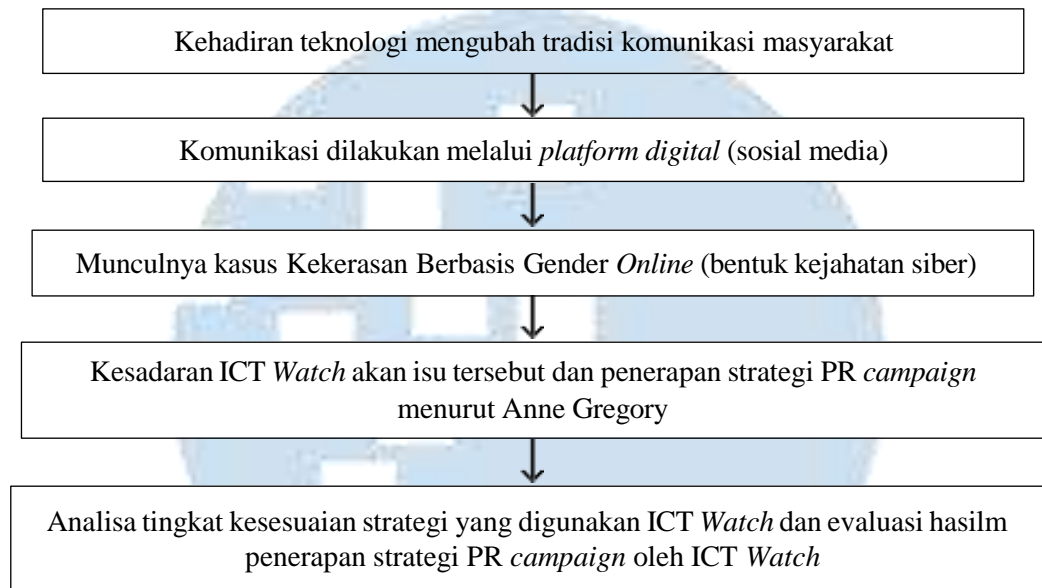 Kehadiran teknologi mengubah tradisi komunikasi masyarakat
Komunikasi dilakukan melalui platform digital (sosial media)
Munculnya kasus Kekerasan Berbasis Gender Online (bentuk kejahatan siber)
Kesadaran ICT Watch akan isu tersebut dan penerapan strategi PR campaign
menurut Anne Gregory
Analisa tingkat kesesuaian strategi yang digunakan ICT Watch dan evaluasi hasilm
penerapan strategi PR campaign oleh ICT Watch